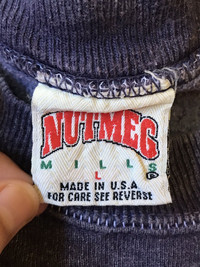 NUTMEG
MILLS
L
MADE IN U.S.A
FOR CARE SEE REVERSE